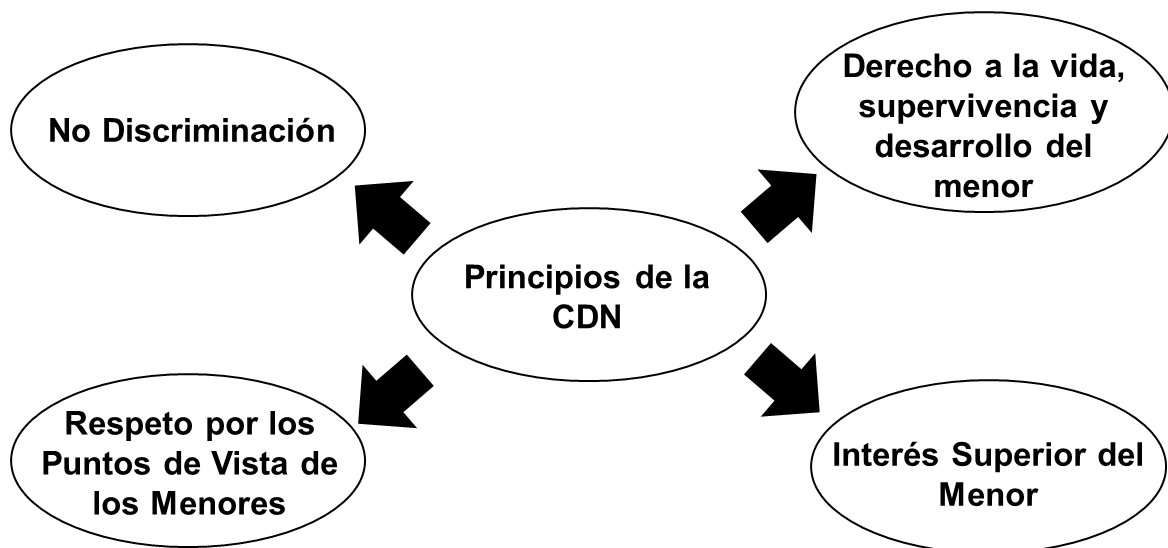 No Discriminación
Derecho a la vida,
supervivencia y
desarrollo del
menor
Principios de la
CDN
Respeto por los
Puntos de Vista de
los Menores
Interés Superior del
Menor